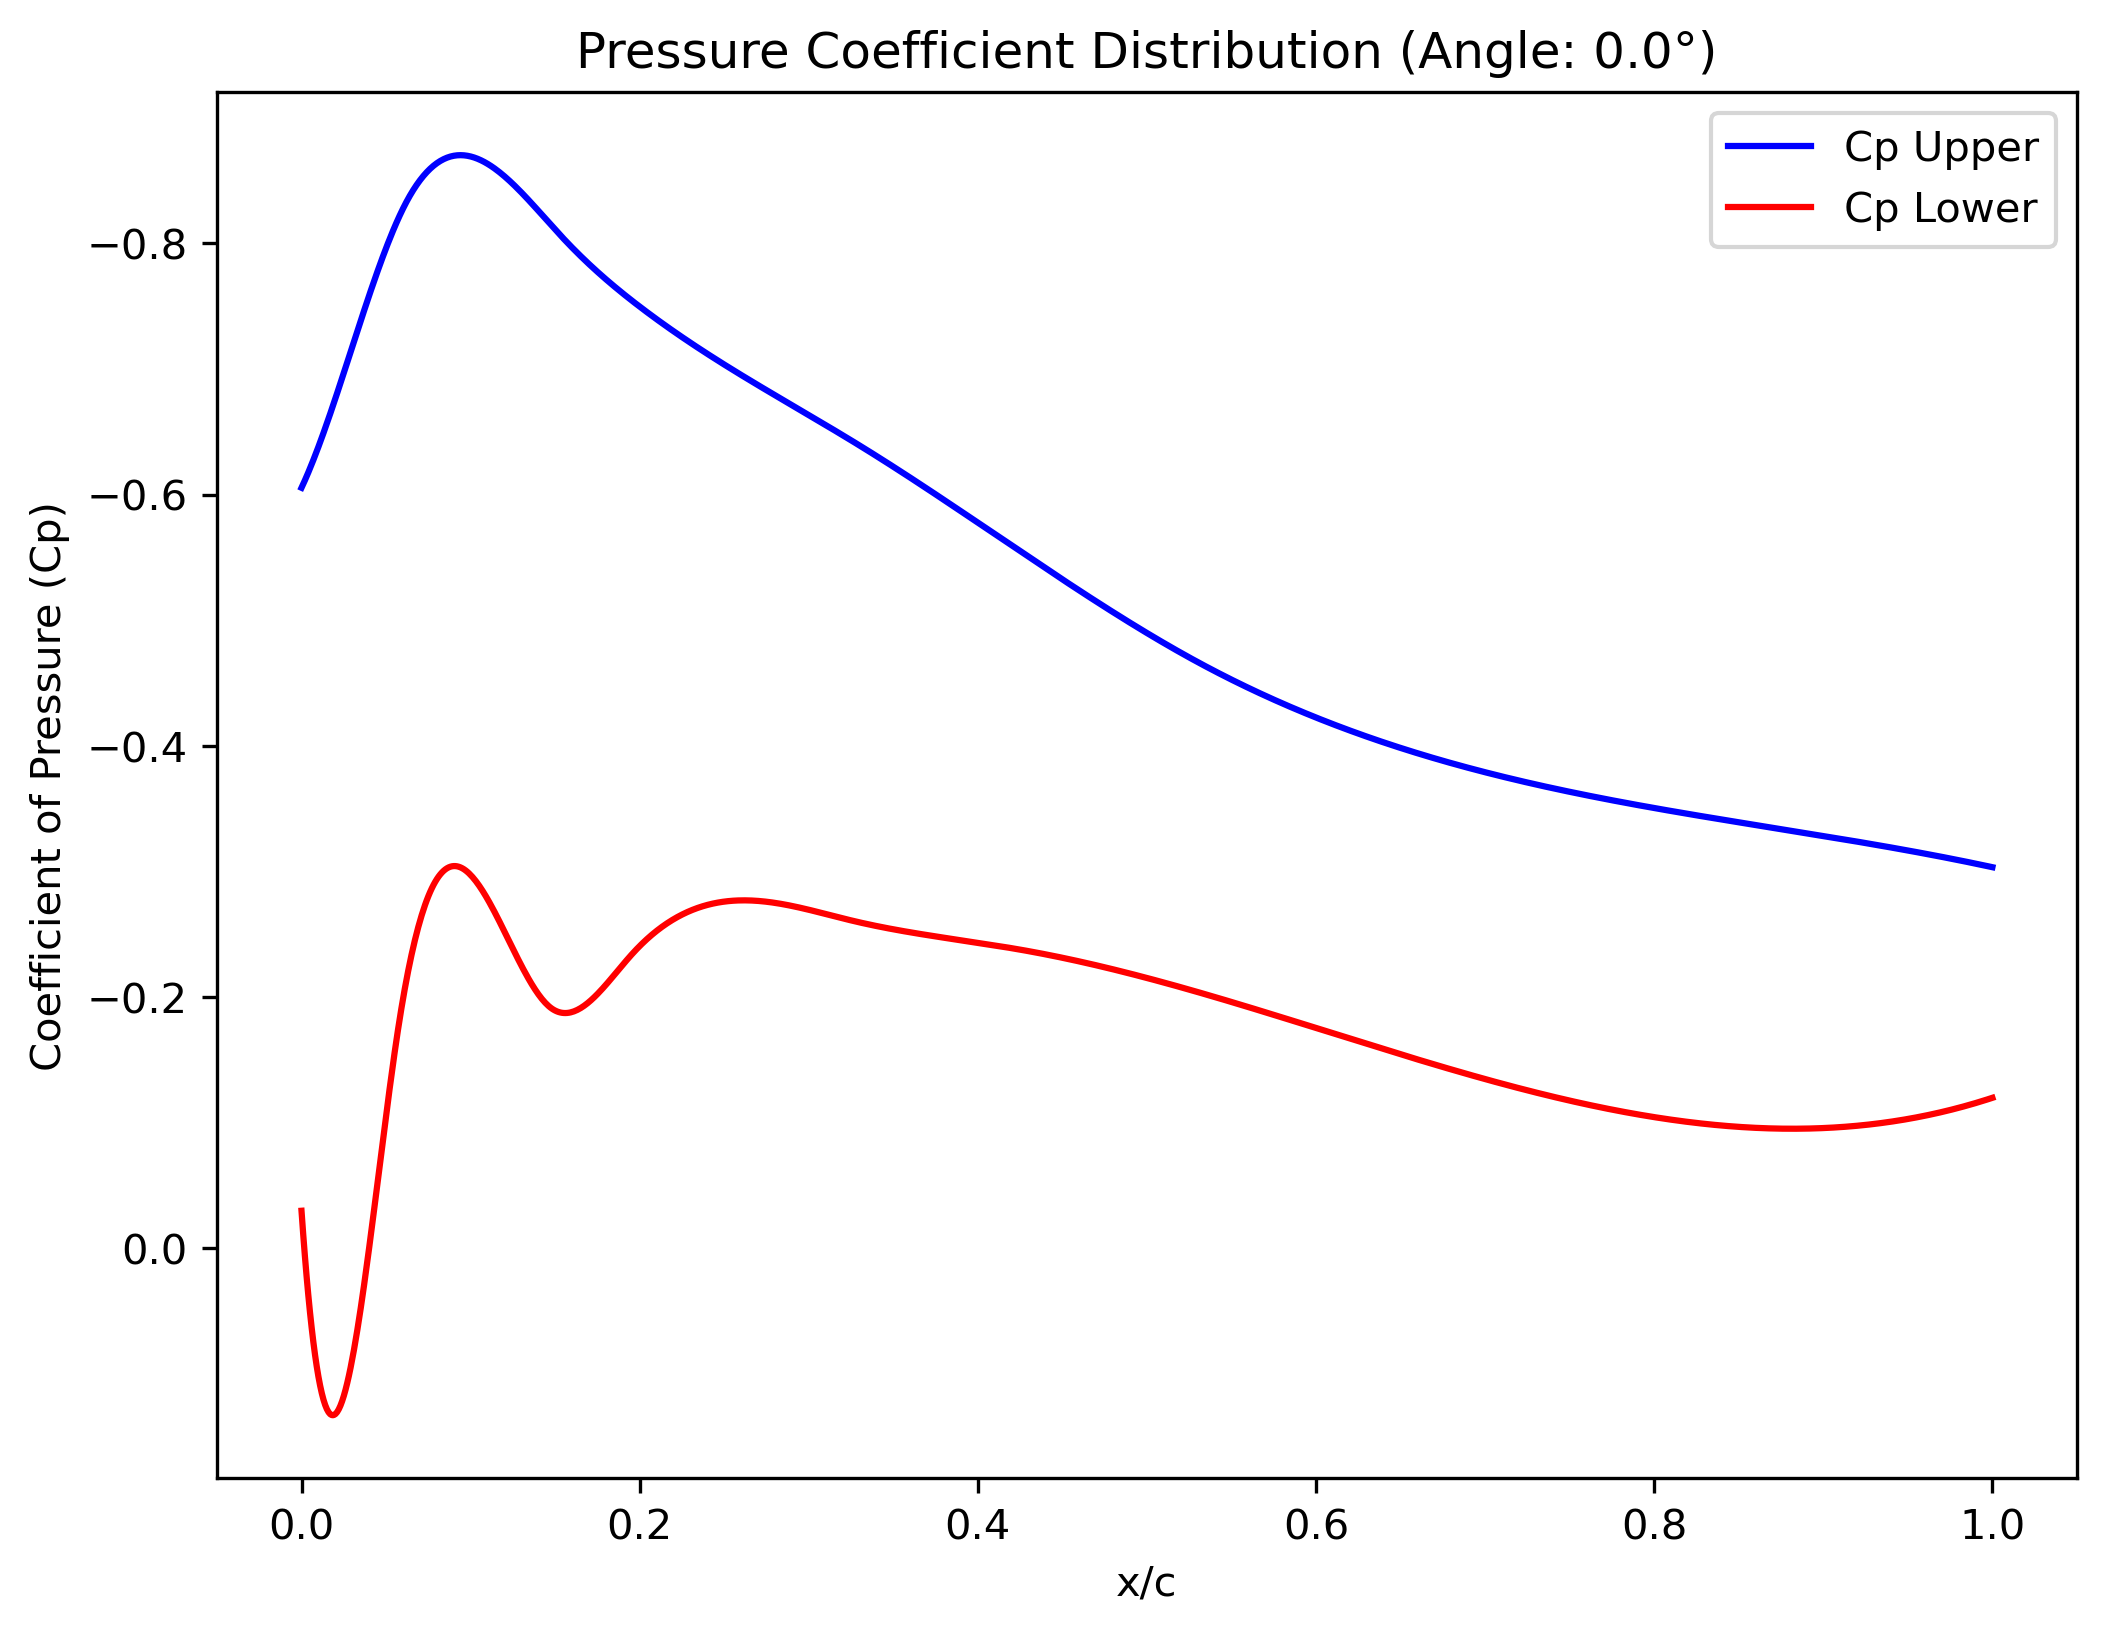 Pressure Coefficient Distribution (Angle: 0.0°)
Cp Upper
Cp Lower
Coefficient of Pressure (Cp)
−0.8
−0.6
−0.4
−0.2
0.0
0.0 0.2 0.4 0.6 0.8 1.0
x/c